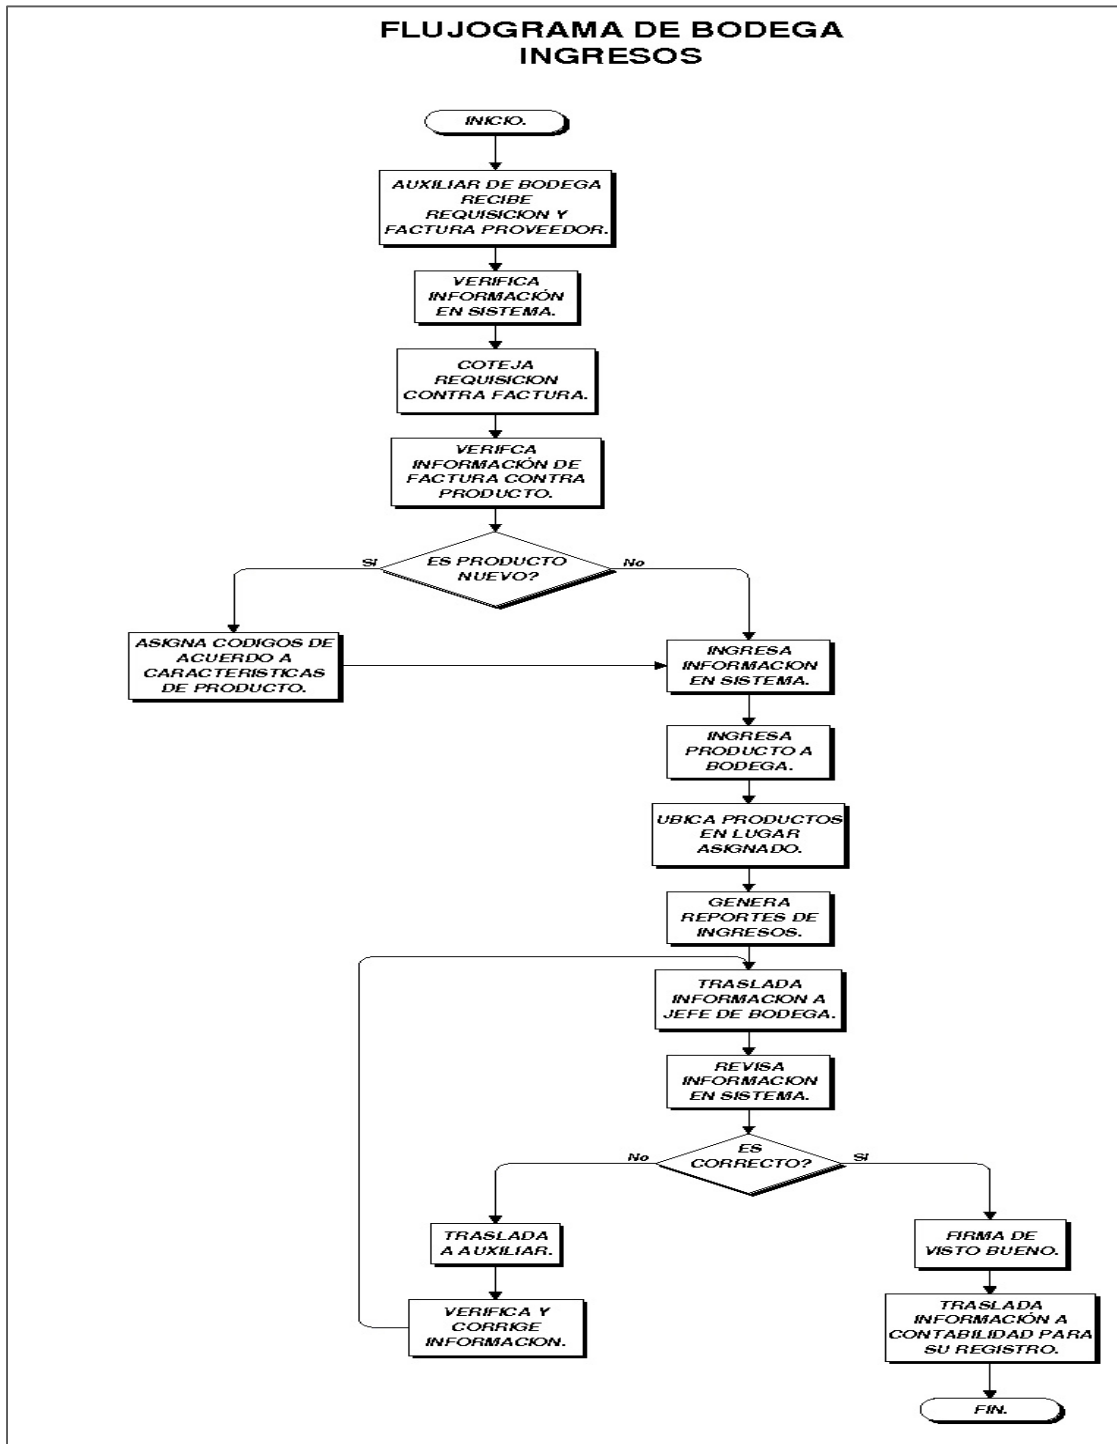 FLUJOGRAMA DE BODEGA
INGRESOS
INICIO.
AUXILIAR DE BODEGA
RECIBE
REQUISICION Y
FACTURA PROVEEDOR.
VERIFICA
INFORMACIÓN
EN SISTEMA.
COTEJA
REQUISICION
CONTRA FACTURA.
VERIFCA
INFORMACIÓN DE
FACTURA CONTRA
PRODUCTO.
ES PRODUCTO
NUEVO?
Si
No
ASIGNA CODIGOS DE
ACUERDO A
CARACTERISTICAS
DE PRODUCTO.
INGRESA
INFORMACION
EN SISTEMA.
INGRESA
PRODUCTO A
BODEGA.
UBICA PRODUCTOS
EN LUGAR
ASIGNADO.
GENERA
REPORTES DE
INGRESOS.
TRASLADA
INFORMACION A
JEFE DE BODEGA.
REVISA
INFORMACION
EN SISTEMA.
ES
CORRECTO?
No
Si
TRASLADA
A AUXILIAR.
VERIFICA Y
CORRIGE
INFORMACION.
FIRMA DE
VISTO BUENO.
TRASLADA
INFORMACIÓN A
CONTABILIDAD PARA
SU REGISTRO.
FIN.